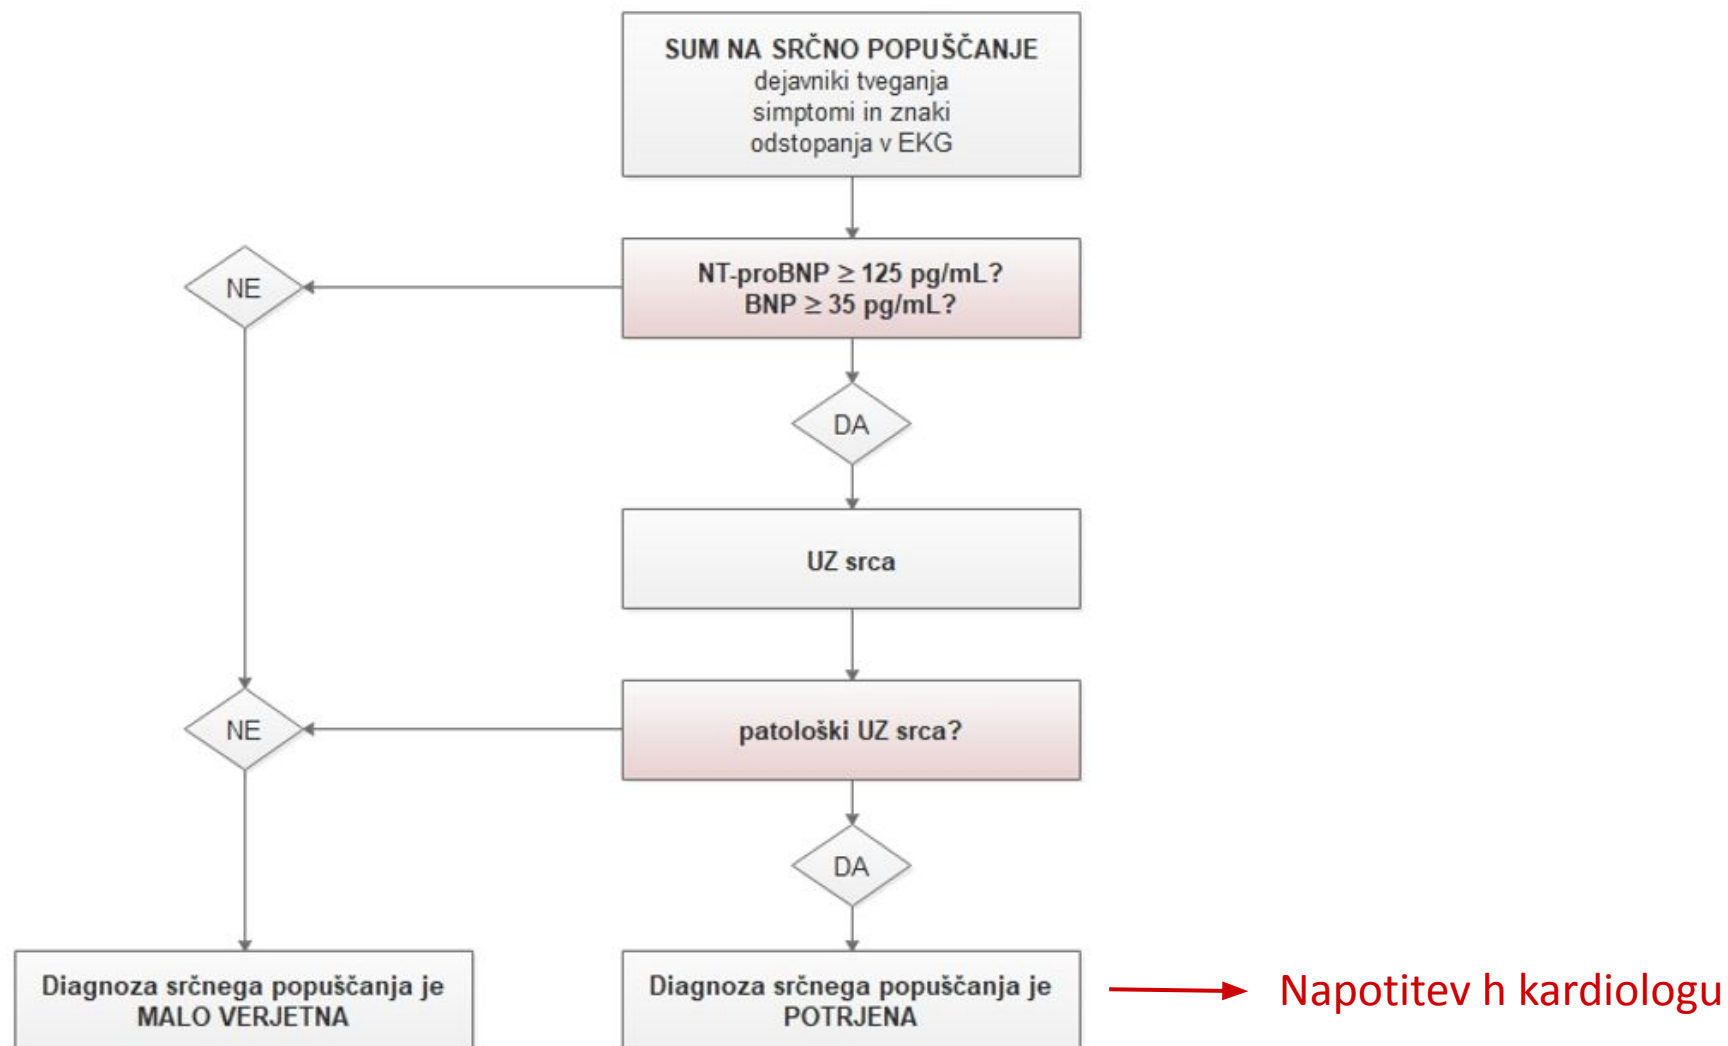 SUM NA SRČNO POPUŠČANJE
dejavniki tveganja
simptomi in znaki
odstopanja v EKG
NE
NT-proBNP ≥ 125 pg/mL?
BNP ≥ 35 pg/mL?
DA
UZ srca
NE
patološki UZ srca?
DA
Diagnoza srčnega popuščanja je
MALO VERJETNA
Diagnoza srčnega popuščanja je
POTRJENA
Napotitev h kardiologu